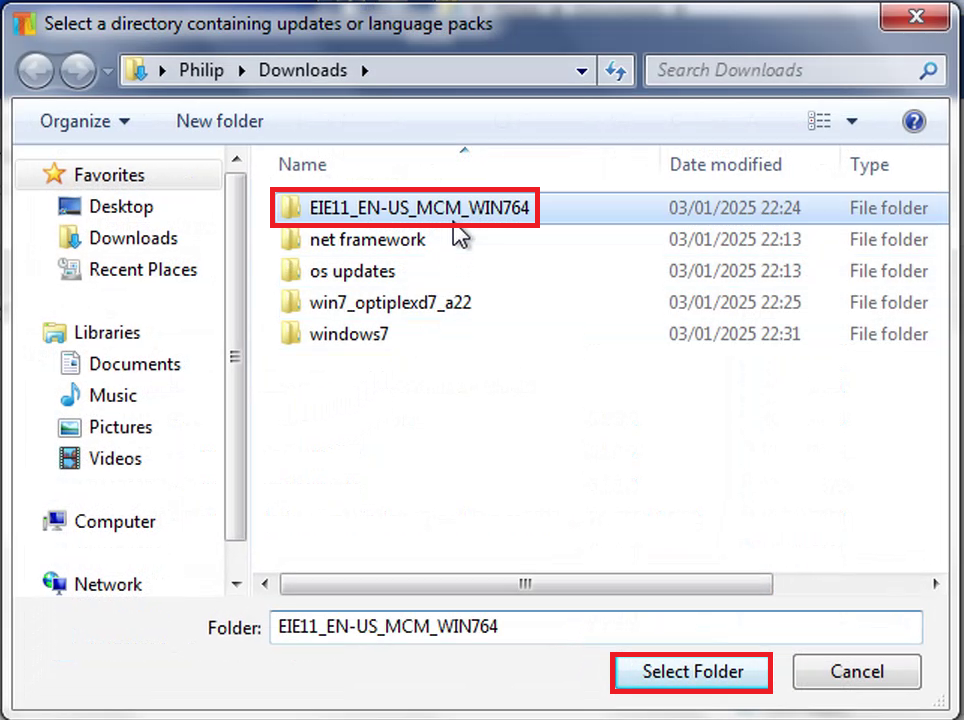 Select a directory containing updates or language packs
Philip Downloads
Search Downloads
Organize New folder
Favorites
Desktop
Downloads
Recent Places
Libraries
Documents
Music
Pictures
Videos
Computer
Network
Name Date modified Type
EIE11_EN-US_MCM_WIN764 03/01/2025 22:24 File folder
net framework 03/01/2025 22:13 File folder
os updates 03/01/2025 22:13 File folder
win7_optiplexd7_a22 03/01/2025 22:25 File folder
windows7 03/01/2025 22:31 File folder
Folder: EIE11_EN-US_MCM_WIN764
Select Folder Cancel